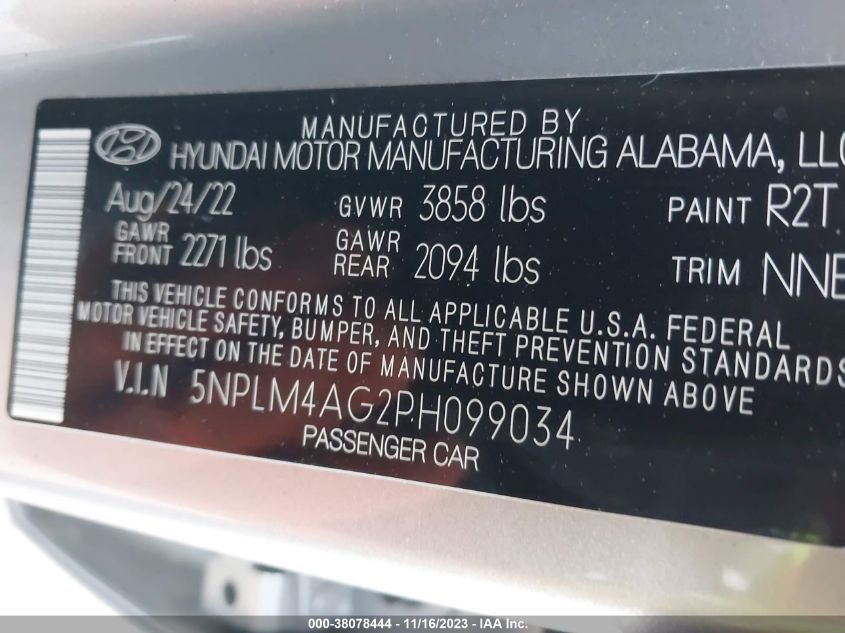 MANUFACTURED BY
HYUNDAI MOTOR MANUFACTURING ALABAMA, LLC
Aug/24/22 GVWR 3858 lbs PAINT R2T
GAWR FRONT 2271 lbs GAWR REAR 2094 lbs TRIM NNB
THIS VEHICLE CONFORMS TO ALL APPLICABLE U.S.A. FEDERAL
MOTOR VEHICLE SAFETY, BUMPER, AND THEFT PREVENTION STANDARDS
IN EFFECT ON THE DATE OF MANUFACTURE SHOWN ABOVE
V.I.N 5NPLM4AG2PH099034
PASSENGER CAR
000-38078444 - 11/16/2023 - IAA Inc.